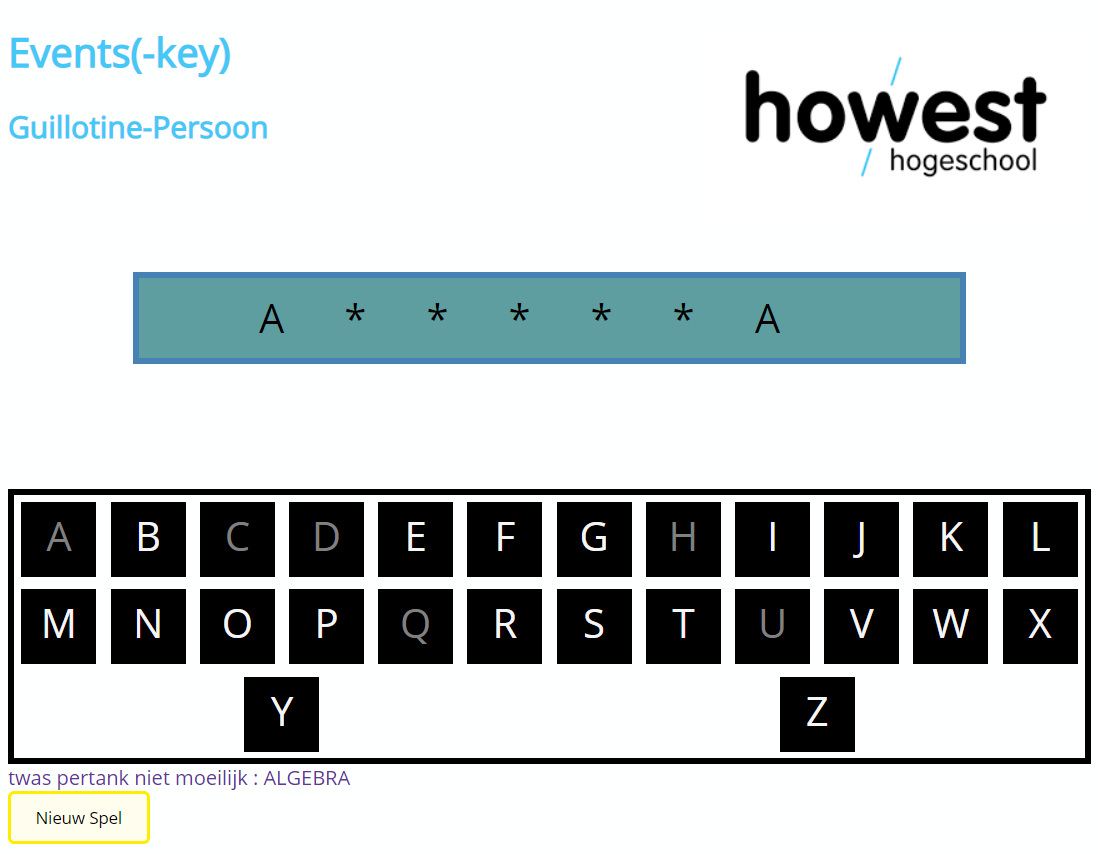 Events(-key)
howest
hogeschool
Guillotine-Persoon
A * * * * * A
A B C D E F G H I J K L
M N O P Q R S T U V W X
Y Z
twas pertank niet moeilijk : ALGEBRA
Nieuw Spel